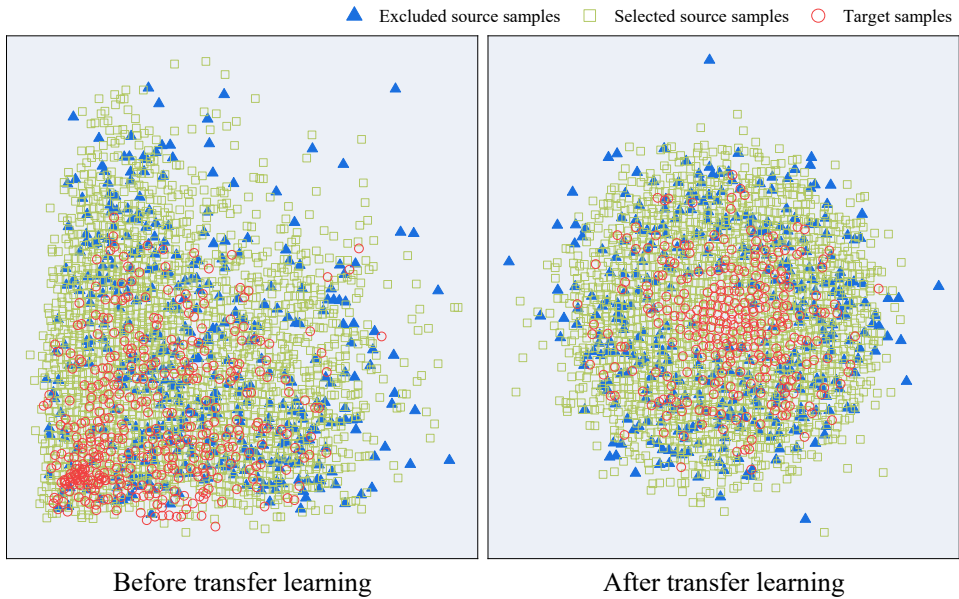 Excluded source samples Selected source samples Target samples
Before transfer learning After transfer learning